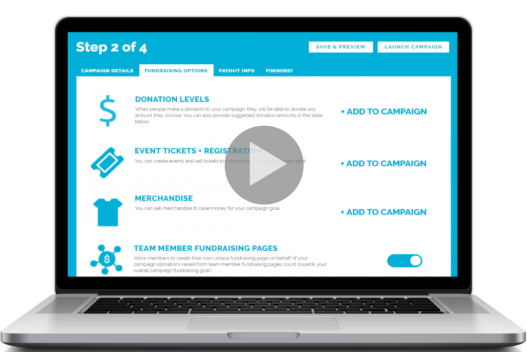 Step 2 of 4
SAVE & PREVIEW
LAUNCH CAMPAIGN
CAMPAIGN DETAILS
FUNDRAISING OPTIONS
PAYOUT INFO
FINISHED!
DONATION LEVELS
When people make a donation to your campaign, they will be able to donate any
amount they choose. You can also provide suggested donation amounts in the table
below.
+ ADD TO CAMPAIGN
EVENT TICKETS + REGISTRATION
You can create events and sell tickets to campaign goal.
+ ADD TO CAMPAIGN
MERCHANDISE
You can sell merchandise to raise money for your campaign goal.
+ ADD TO CAMPAIGN
TEAM MEMBER FUNDRAISING PAGES
Allow members to create their own unique fundraising page on behalf of your
campaign (donations raised from team member fundraising pages count towards your
overall campaign fundraising goal.)